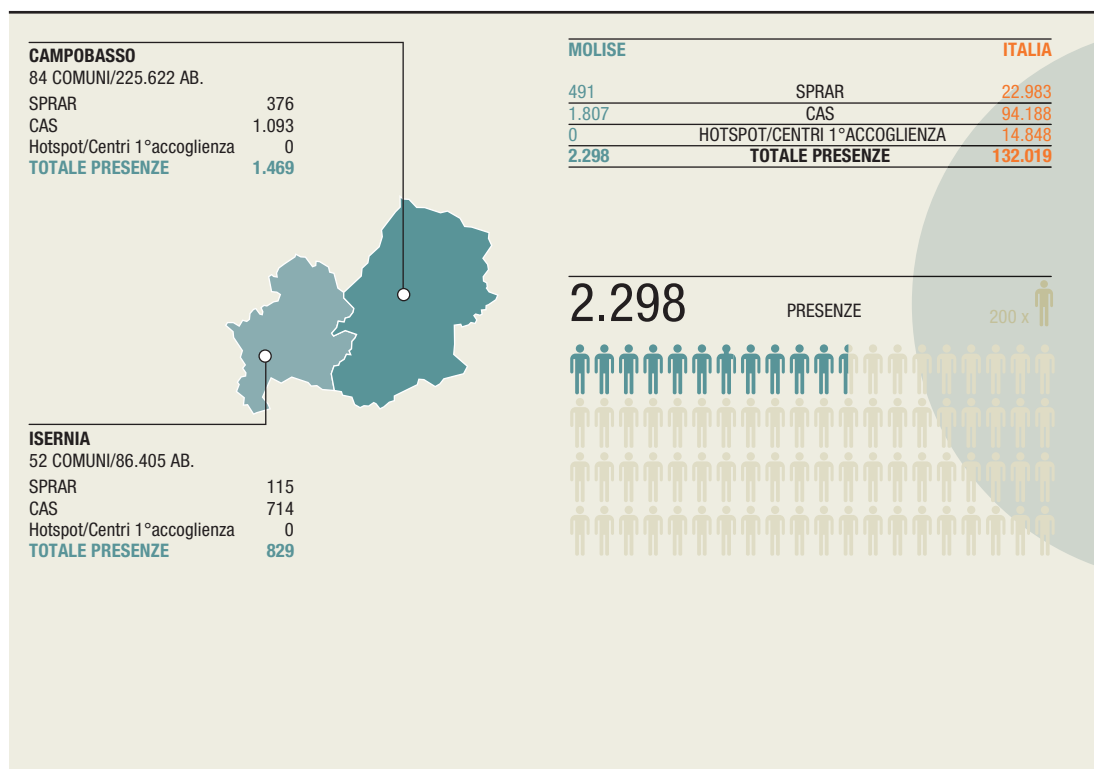 CAMPOBASSO
84 COMUNI/225.622 AB.
SPRAR 376
CAS 1.093
Hotspot/Centri 1°accoglienza 0
TOTALE PRESENZE 1.469
ISERNIA
52 COMUNI/86.405 AB.
SPRAR 115
CAS 714
Hotspot/Centri 1°accoglienza 0
TOTALE PRESENZE 829
MOLISE ITALIA
491 SPRAR 22.983
1.807 CAS 94.188
0 HOTSPOT/CENTRI 1°ACCOGLIENZA 14.848
2.298 TOTALE PRESENZE 132.019
2.298 PRESENZE 200 x